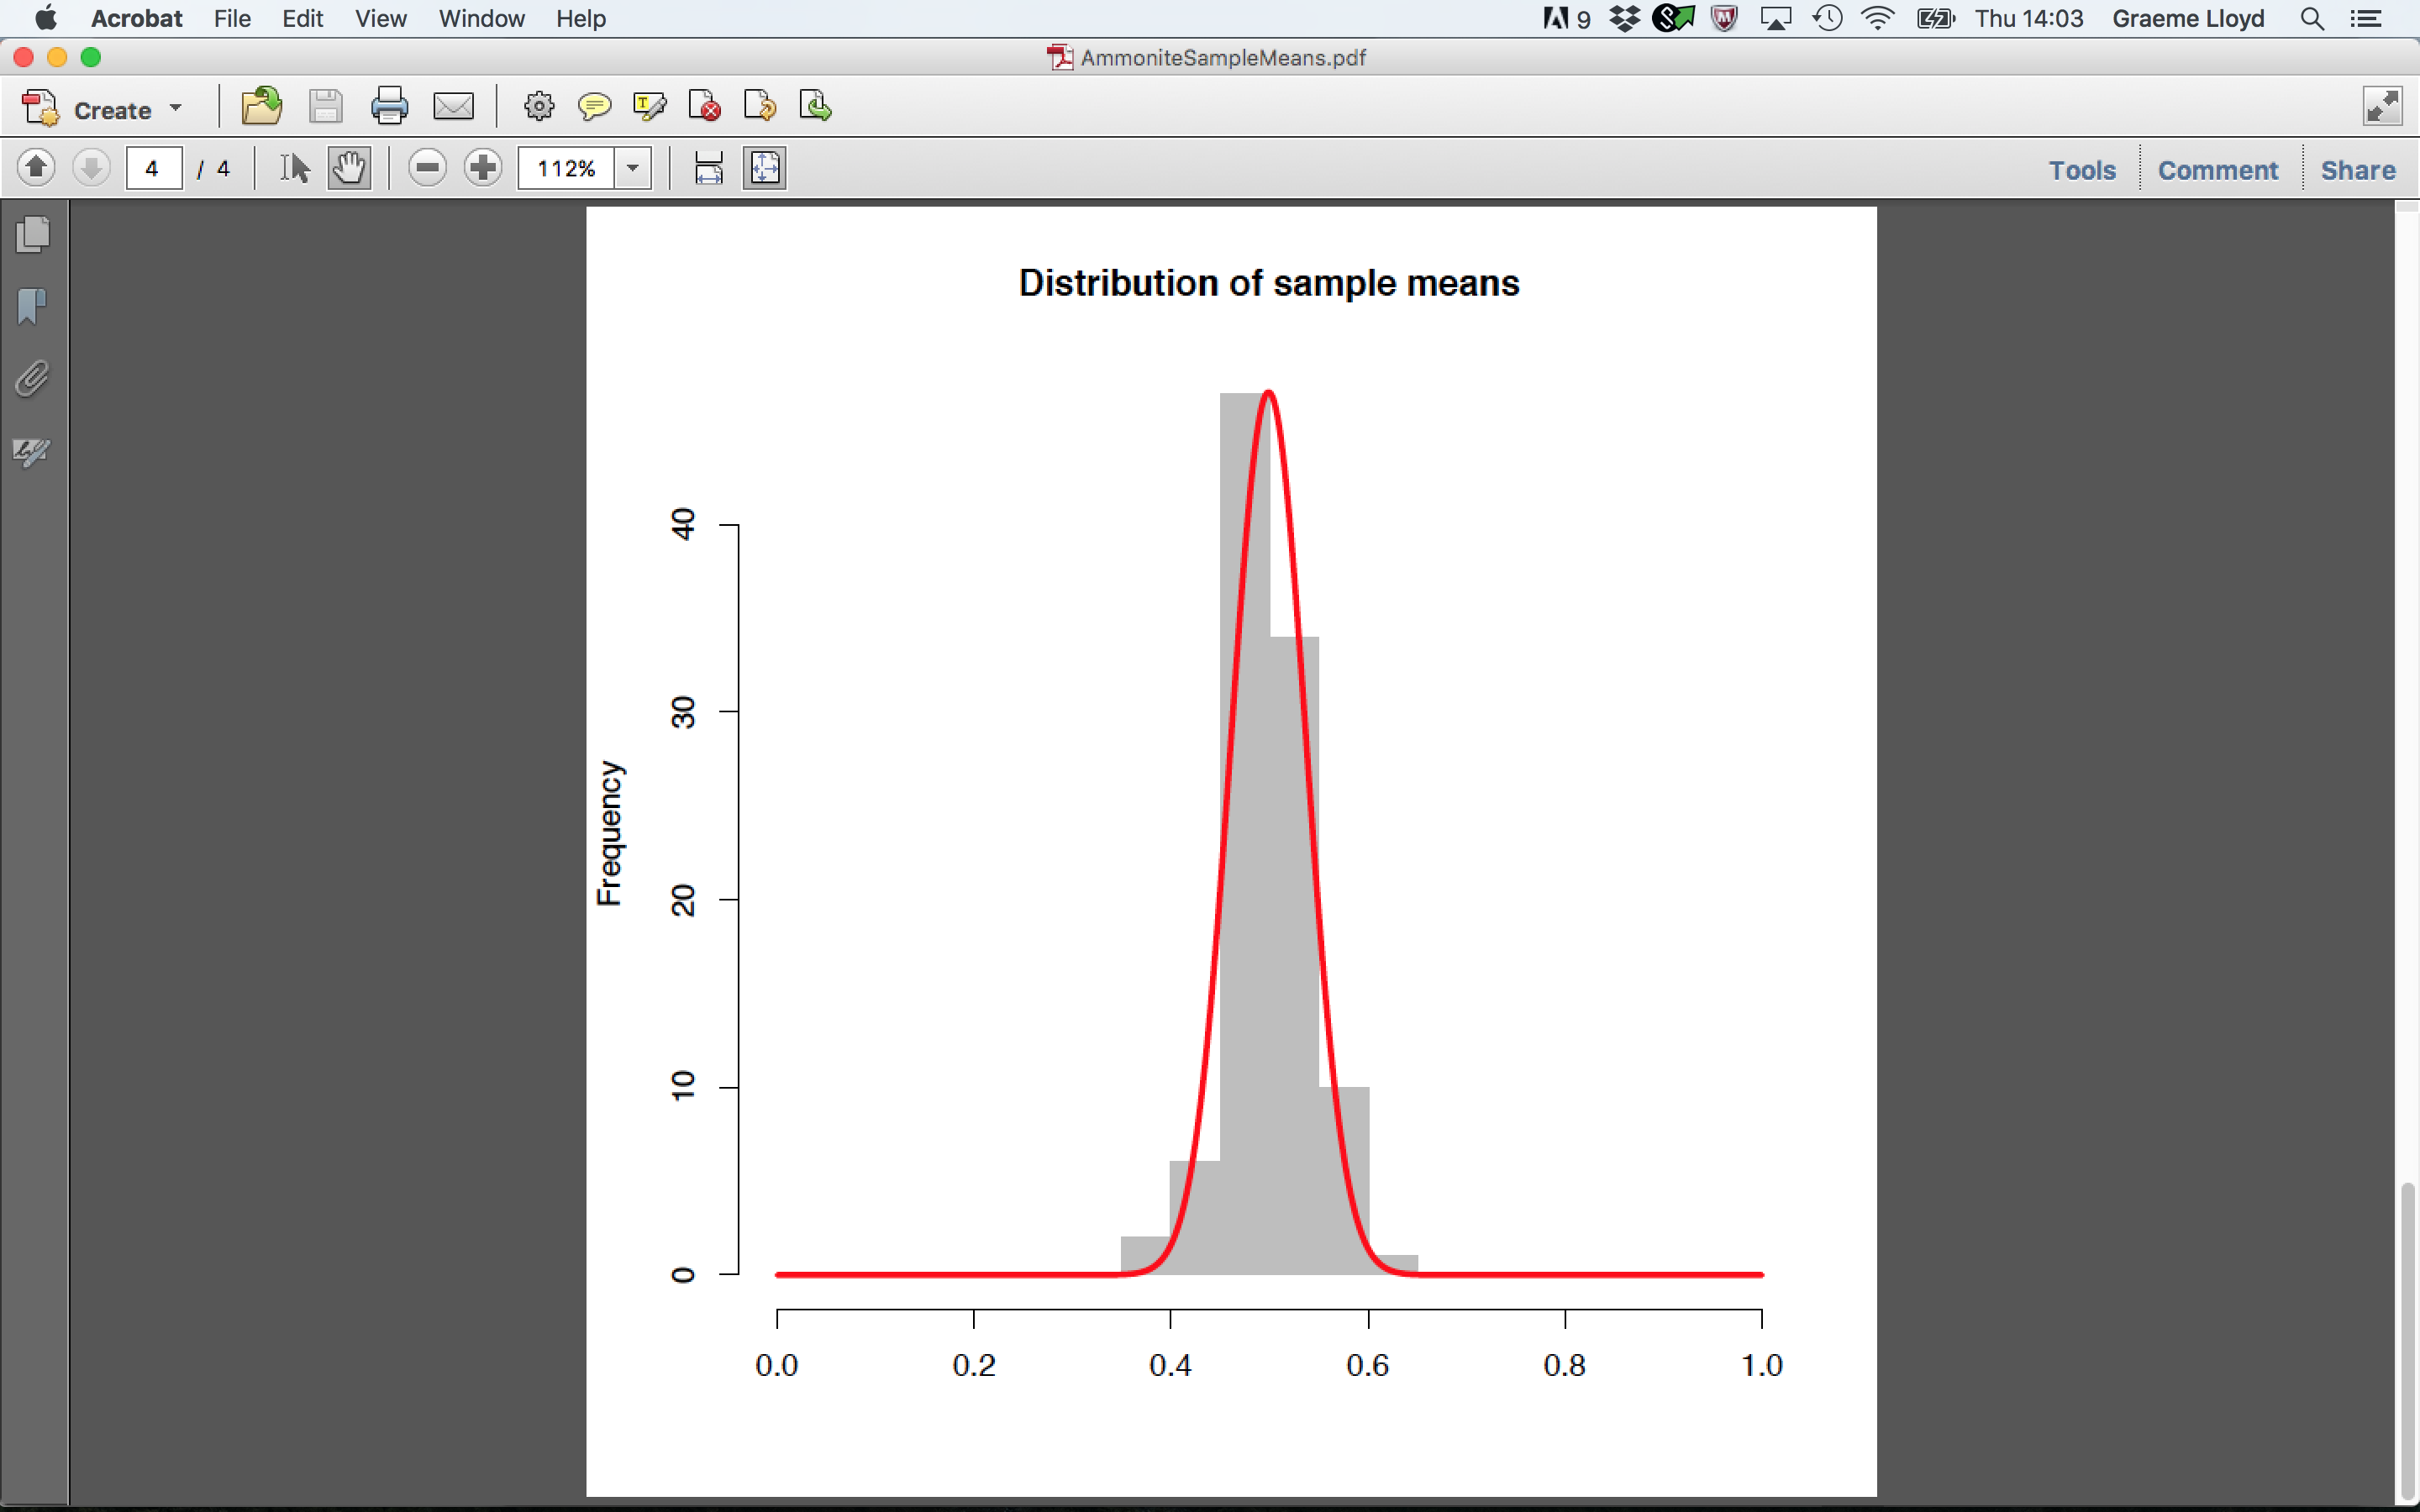 Acrobat File Edit View Window Help 9 Thu 14:03 Graeme Lloyd
AmmoniteSampleMeans.pdf
Create
4 / 4 112% Tools Comment Share
Distribution of sample means
Frequency
40
30
20
10
0
0.0 0.2 0.4 0.6 0.8 1.0